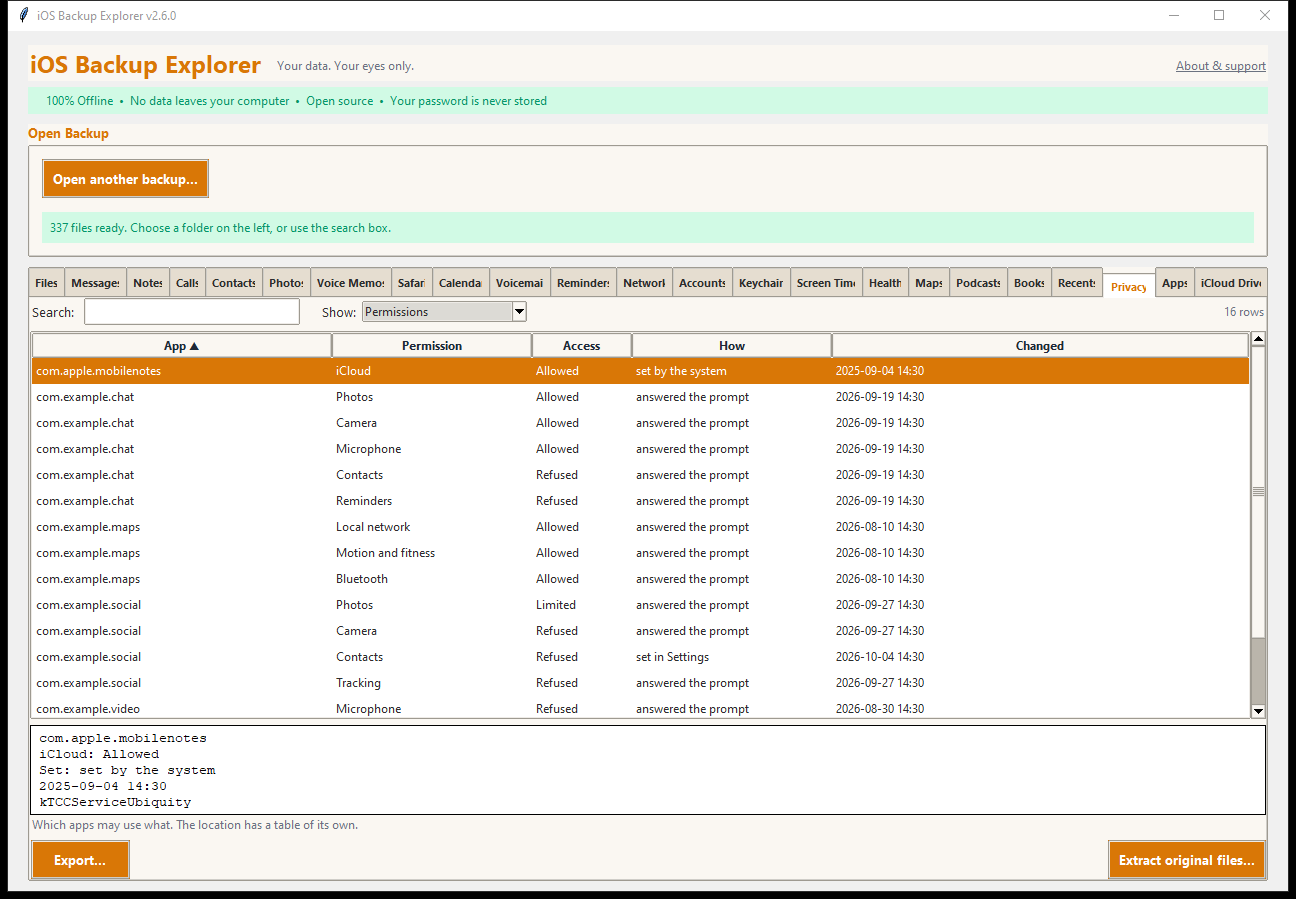 iOS Backup Explorer v2.6.0
iOS Backup Explorer Your data. Your eyes only. About & support
100% Offline • No data leaves your computer • Open source • Your password is never stored
Open Backup
Open another backup...
337 files ready. Choose a folder on the left, or use the search box.
Files Messages Notes Calls Contacts Photos Voice Memos Safari Calenda Voicemai Reminders Network Accounts Keychain Screen Time Health Maps Podcasts Books Recents Privacy Apps iCloud Drive
Search: Show: Permissions 16 rows
App ▲ Permission Access How Changed
com.apple.mobilenotes iCloud Allowed set by the system 2025-09-04 14:30
com.example.chat Photos Allowed answered the prompt 2026-09-19 14:30
com.example.chat Camera Allowed answered the prompt 2026-09-19 14:30
com.example.chat Microphone Allowed answered the prompt 2026-09-19 14:30
com.example.chat Contacts Refused answered the prompt 2026-09-19 14:30
com.example.chat Reminders Refused answered the prompt 2026-09-19 14:30
com.example.maps Local network Allowed answered the prompt 2026-08-10 14:30
com.example.maps Motion and fitness Allowed answered the prompt 2026-08-10 14:30
com.example.maps Bluetooth Allowed answered the prompt 2026-08-10 14:30
com.example.social Photos Limited answered the prompt 2026-09-27 14:30
com.example.social Camera Refused answered the prompt 2026-09-27 14:30
com.example.social Contacts Refused set in Settings 2026-10-04 14:30
com.example.social Tracking Refused answered the prompt 2026-09-27 14:30
com.example.video Microphone Refused answered the prompt 2026-08-30 14:30
com.apple.mobilenotes
iCloud: Allowed
Set: set by the system
2025-09-04 14:30
kTCCServiceUbiquity
Which apps may use what. The location has a table of its own.
Export... Extract original files...